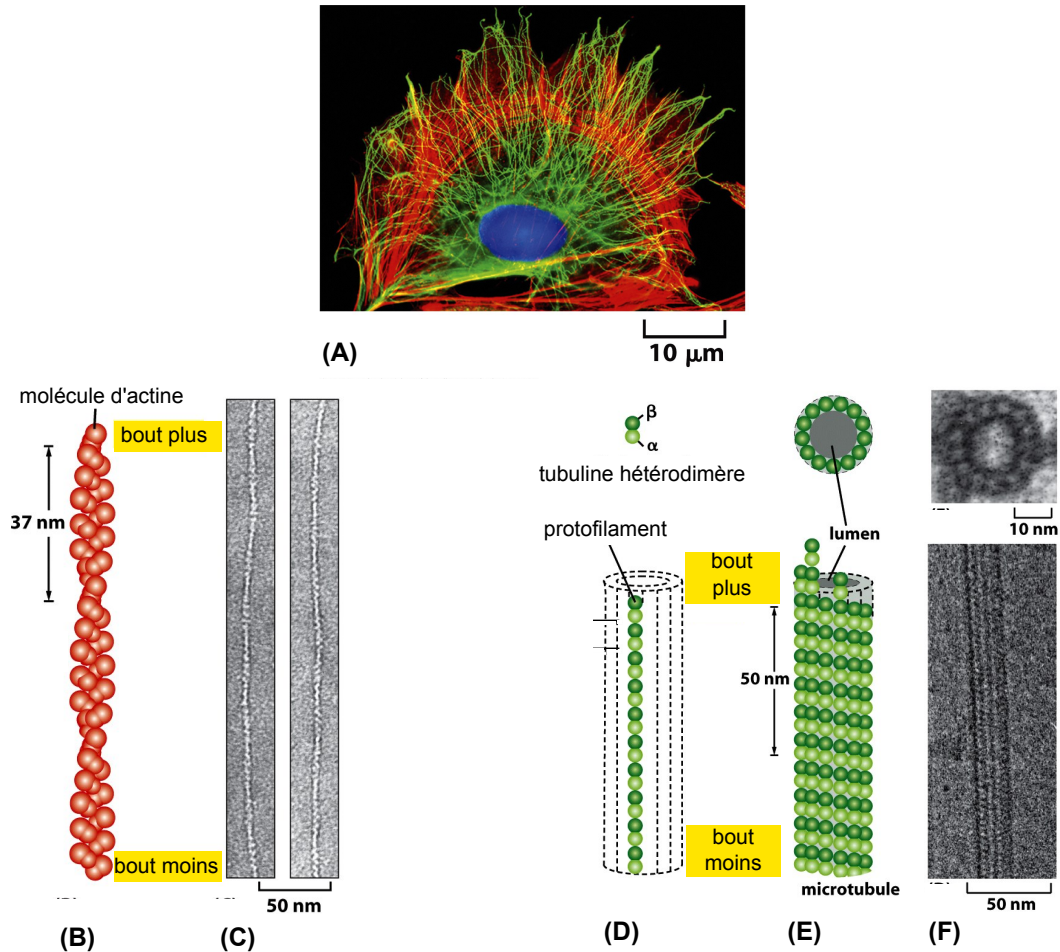 (A)
10 μm
molécule d'actine
bout plus
37 nm
bout moins
50 nm
(B)
(C)
β
α
tubuline hétérodimère
protofilament
bout
plus
bout
moins
lumen
50 nm
microtubule
10 nm
50 nm
(D)
(E)
(F)